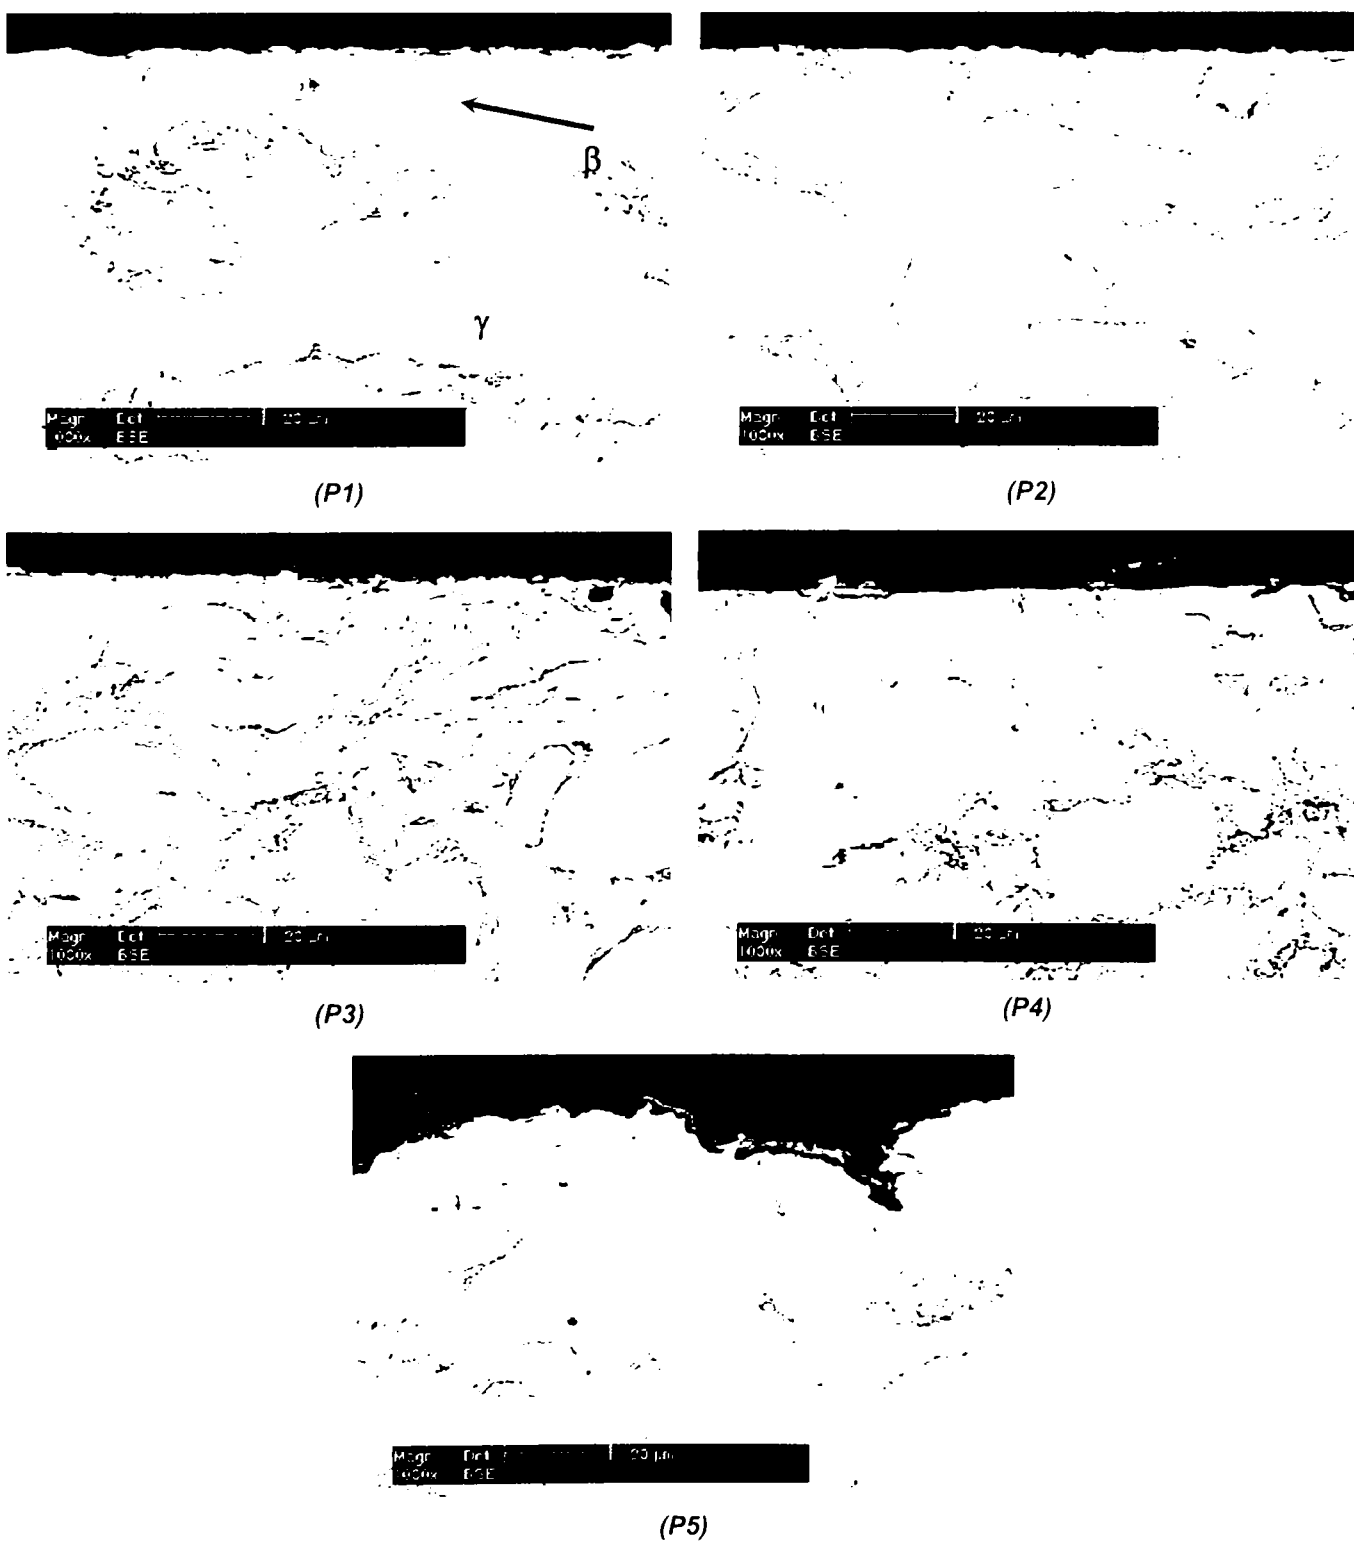 β
γ
Magn Det 20 µm
1000x BSE
(P1)
Magn Det 20 µm
1000x BSE
(P2)
Magn Det 20 µm
1000x BSE
(P3)
Magn Det 20 µm
1000x BSE
(P4)
Magn Det 20 µm
1000x BSE
(P5)